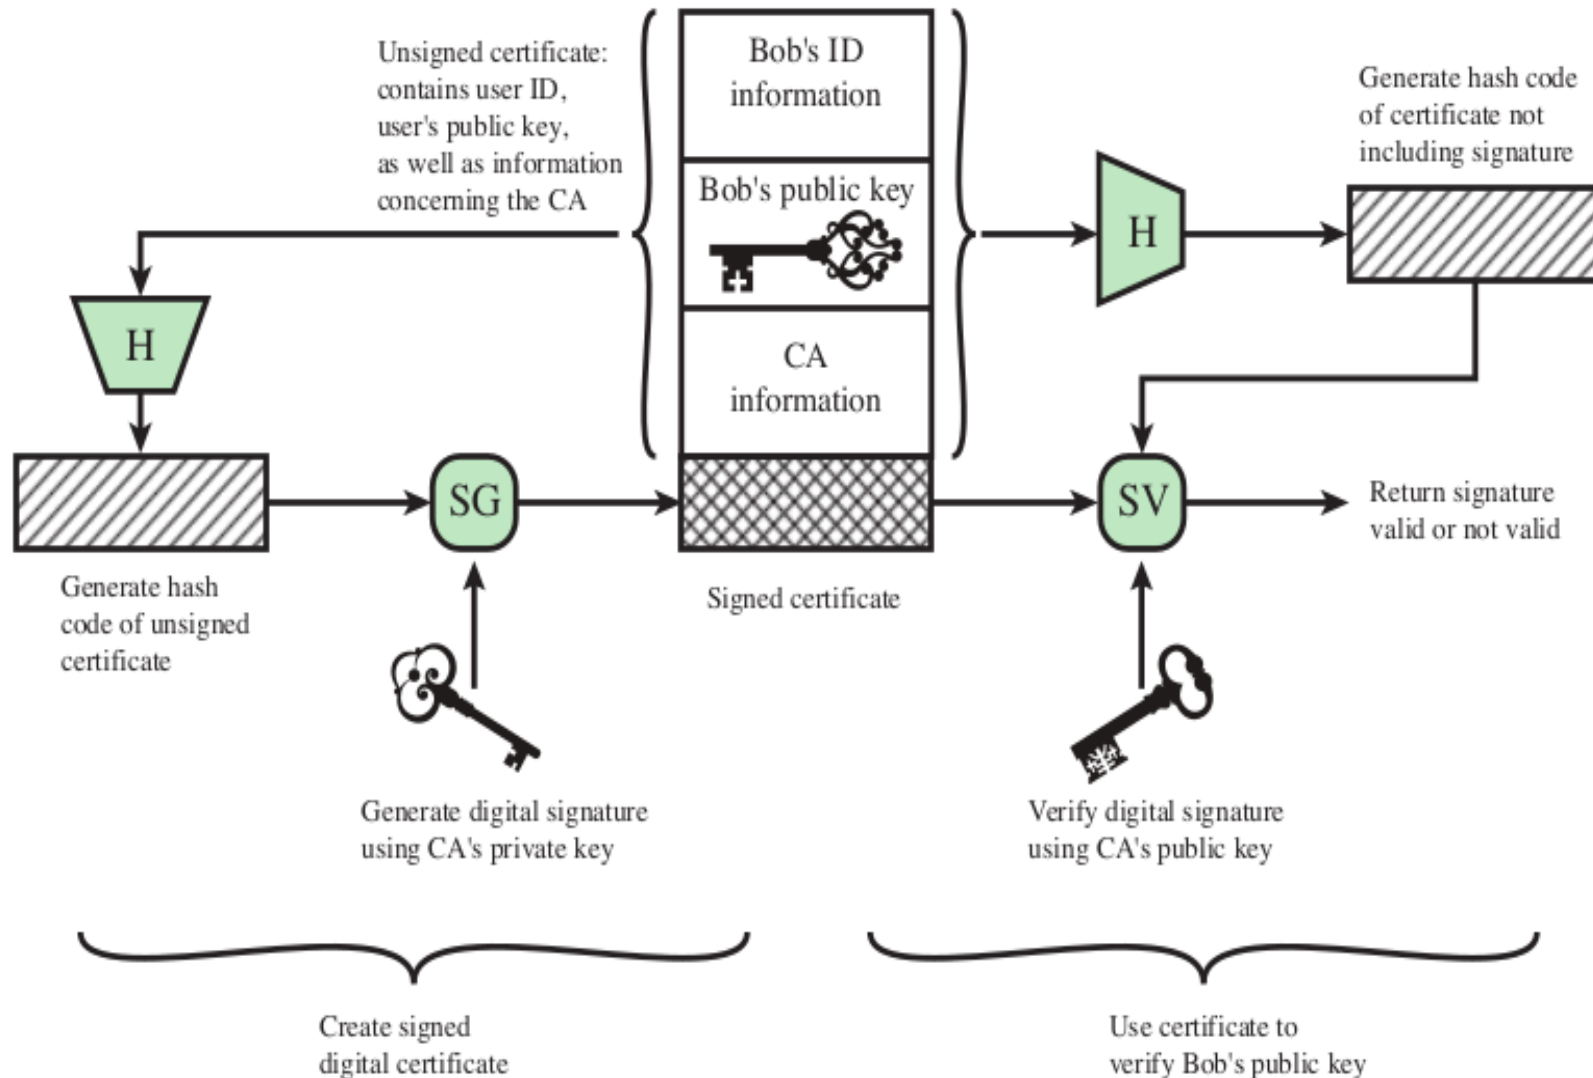 Unsigned certificate:
contains user ID,
user's public key,
as well as information
concerning the CA
Bob's ID
information
Bob's public key
CA
information
Generate hash code
of certificate not
including signature
H
H
SG
SV
Return signature
valid or not valid
Generate hash
code of unsigned
certificate
Signed certificate
Generate digital signature
using CA's private key
Verify digital signature
using CA's public key
Create signed
digital certificate
Use certificate to
verify Bob's public key